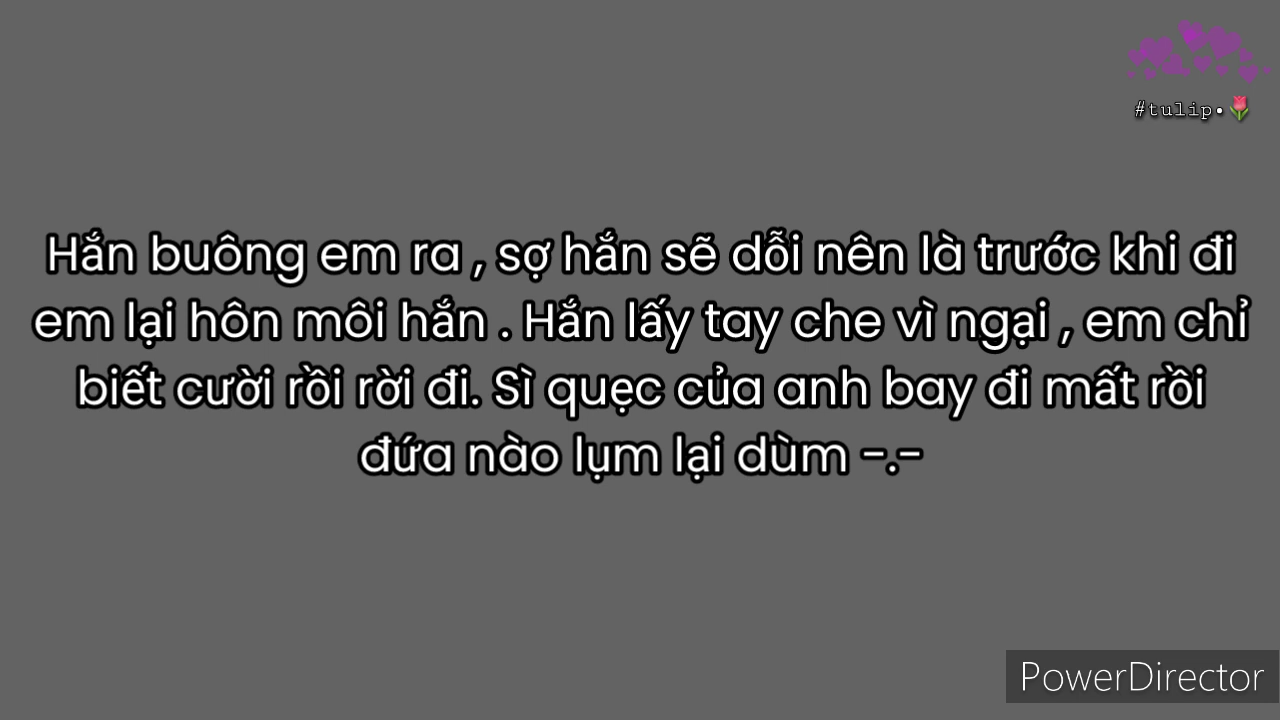 #tulip•🌷
Hắn buông em ra , sợ hắn sẽ dỗi nên là trước khi đi
em lại hôn môi hắn . Hắn lấy tay che vì ngại , em chỉ
biết cười rồi rời đi. Sì quẹc của anh bay đi mất rồi
đứa nào lụm lại dùm -.-
PowerDirector